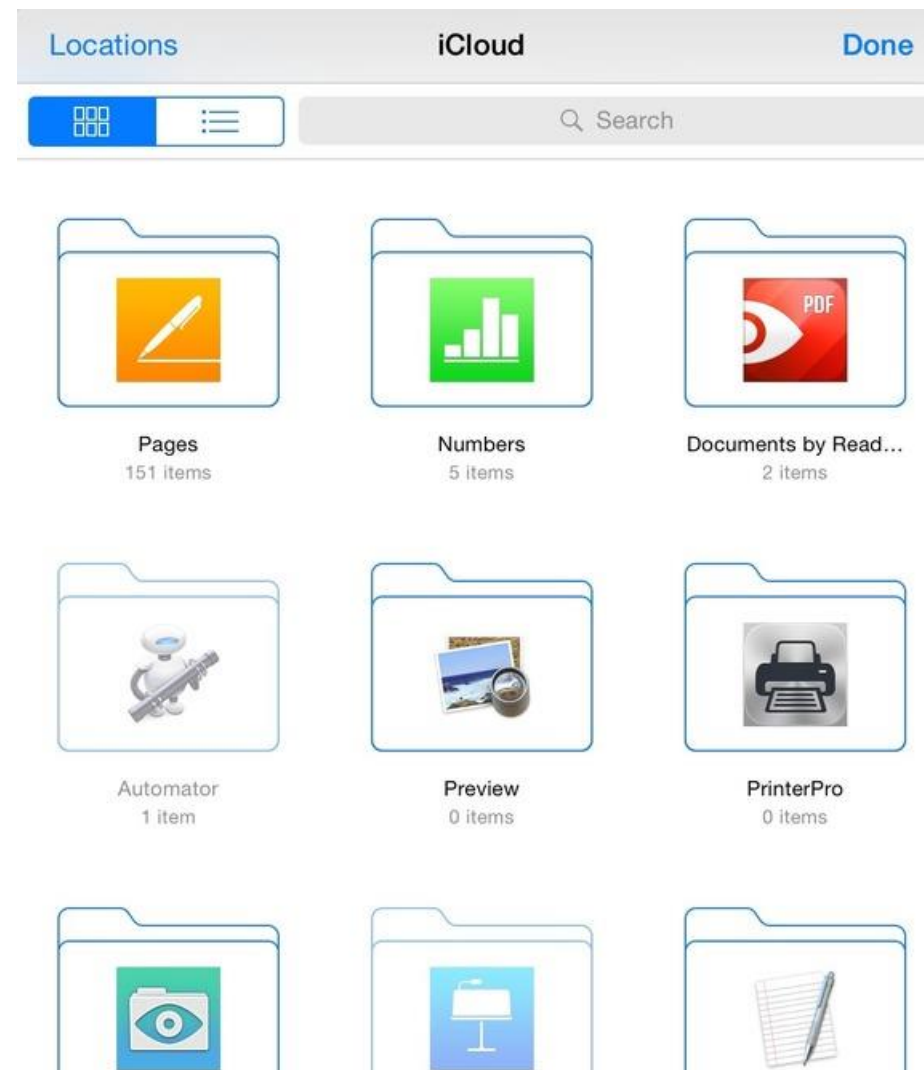 Locations iCloud Done
Search
PDF
Pages Numbers Documents by Read...
151 items 5 items 2 items
Automator Preview PrinterPro
1 item 0 items 0 items